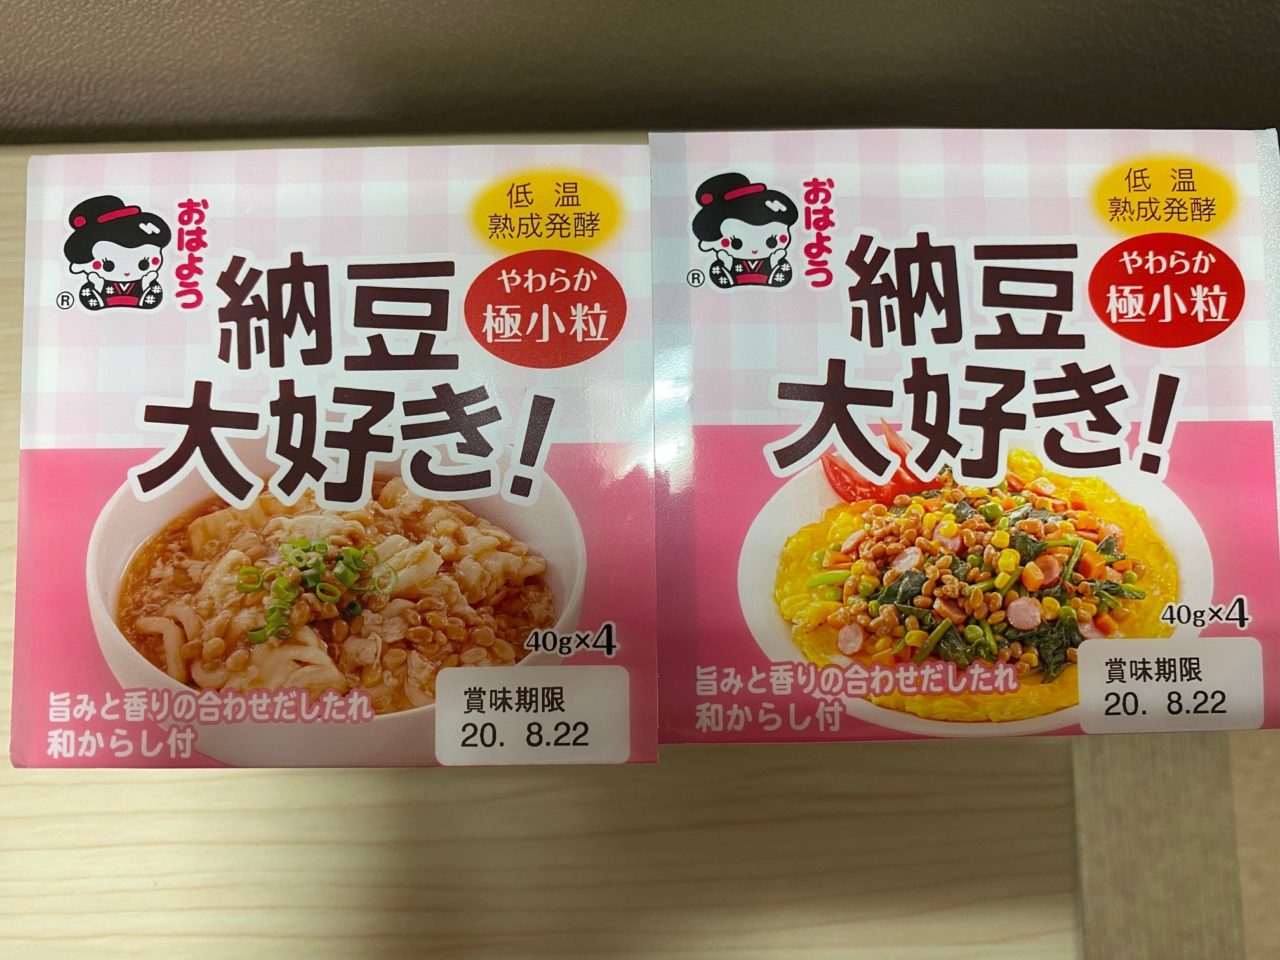 おはよう
®
低温
熟成発酵
やわらか
極小粒
納豆
大好き!
40g×4
旨みと香りの合わせだしたれ
和からし付
賞味期限
20. 8.22
おはよう
®
低温
熟成発酵
やわらか
極小粒
納豆
大好き!
40g×4
旨みと香りの合わせだしたれ
和からし付
賞味期限
20. 8.22